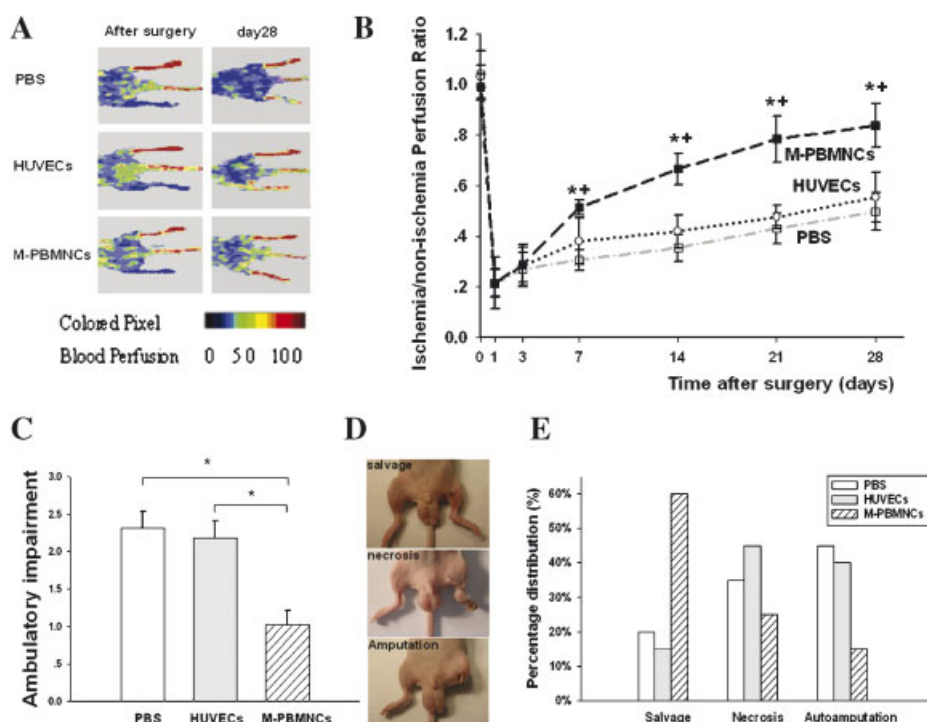 A
After surgery
day28
PBS
HUVECs
M-PBMNCs
Colored Pixel
Blood Perfusion 0 50 100
B
Ischemia/non-ischemia Perfusion Ratio
1.2
1.0
.8
.6
.4
.2
0.0
*+
*+
*+
*+
M-PBMNCs
HUVECs
PBS
0 1 3 7 14 21 28
Time after surgery (days)
C
Ambulatory impairment
3.0
2.5
2.0
1.5
1.0
.5
0.0
*
*
PBS HUVECs M-PBMNCs
D
salvage
necrosis
Amputation
E
Percentage distribution (%)
60%
50%
40%
30%
20%
10%
0%
PBS
HUVECs
M-PBMNCs
Salvage Necrosis Autoamputation